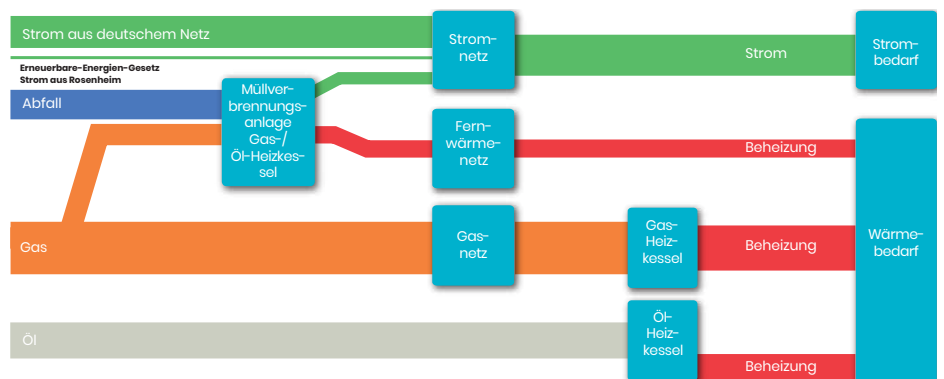 Strom aus deutschem Netz
Erneuerbare-Energien-Gesetz
Strom aus Rosenheim
Abfall
Gas
Öl
Müllver-
brennungs-
anlage
Gas-/
Öl-Heizkes-
sel
Strom-
netz
Fern-
wärme-
netz
Gas-
netz
Gas-
Heiz-
kessel
Öl-
Heiz-
kessel
Strom
Beheizung
Beheizung
Beheizung
Strom-
bedarf
Wärme-
bedarf